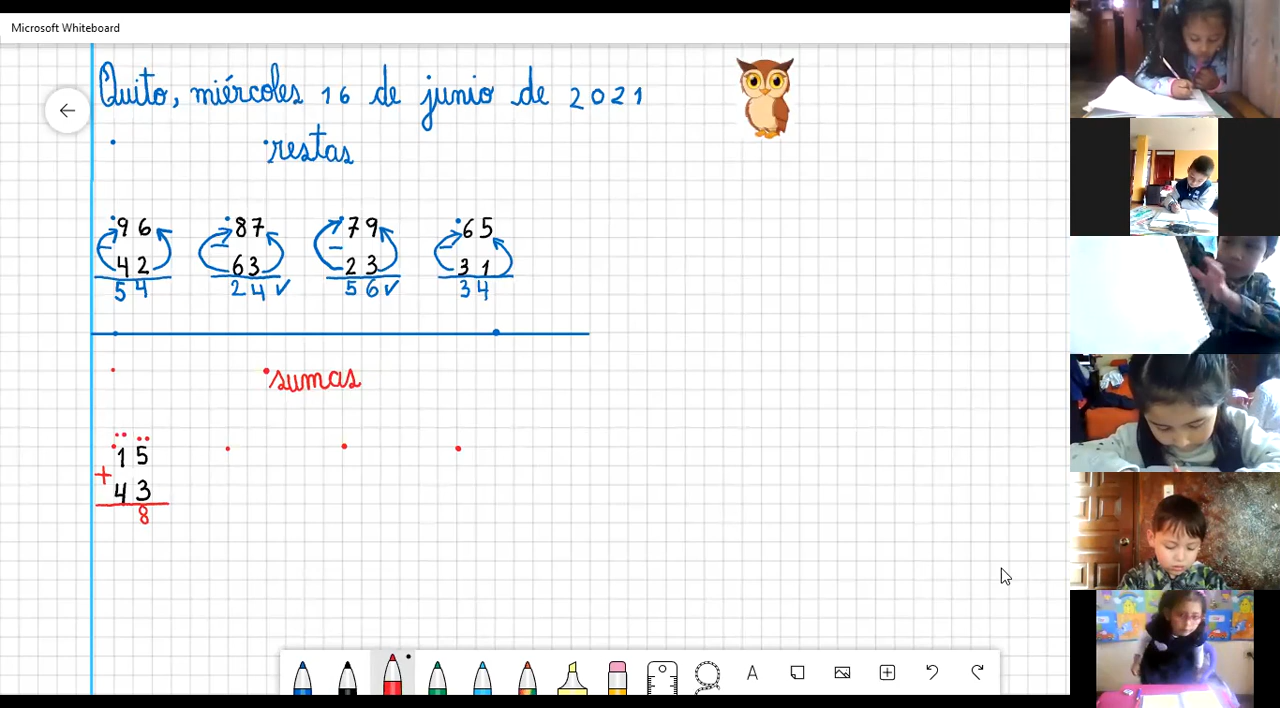 Microsoft Whiteboard
Quito, miércoles 16 de junio de 2021
restas
96 87 79 65
- 42 - 63 - 23 - 31
54 24 ✓ 56 ✓ 34
sumas
15
+ 43
8
A